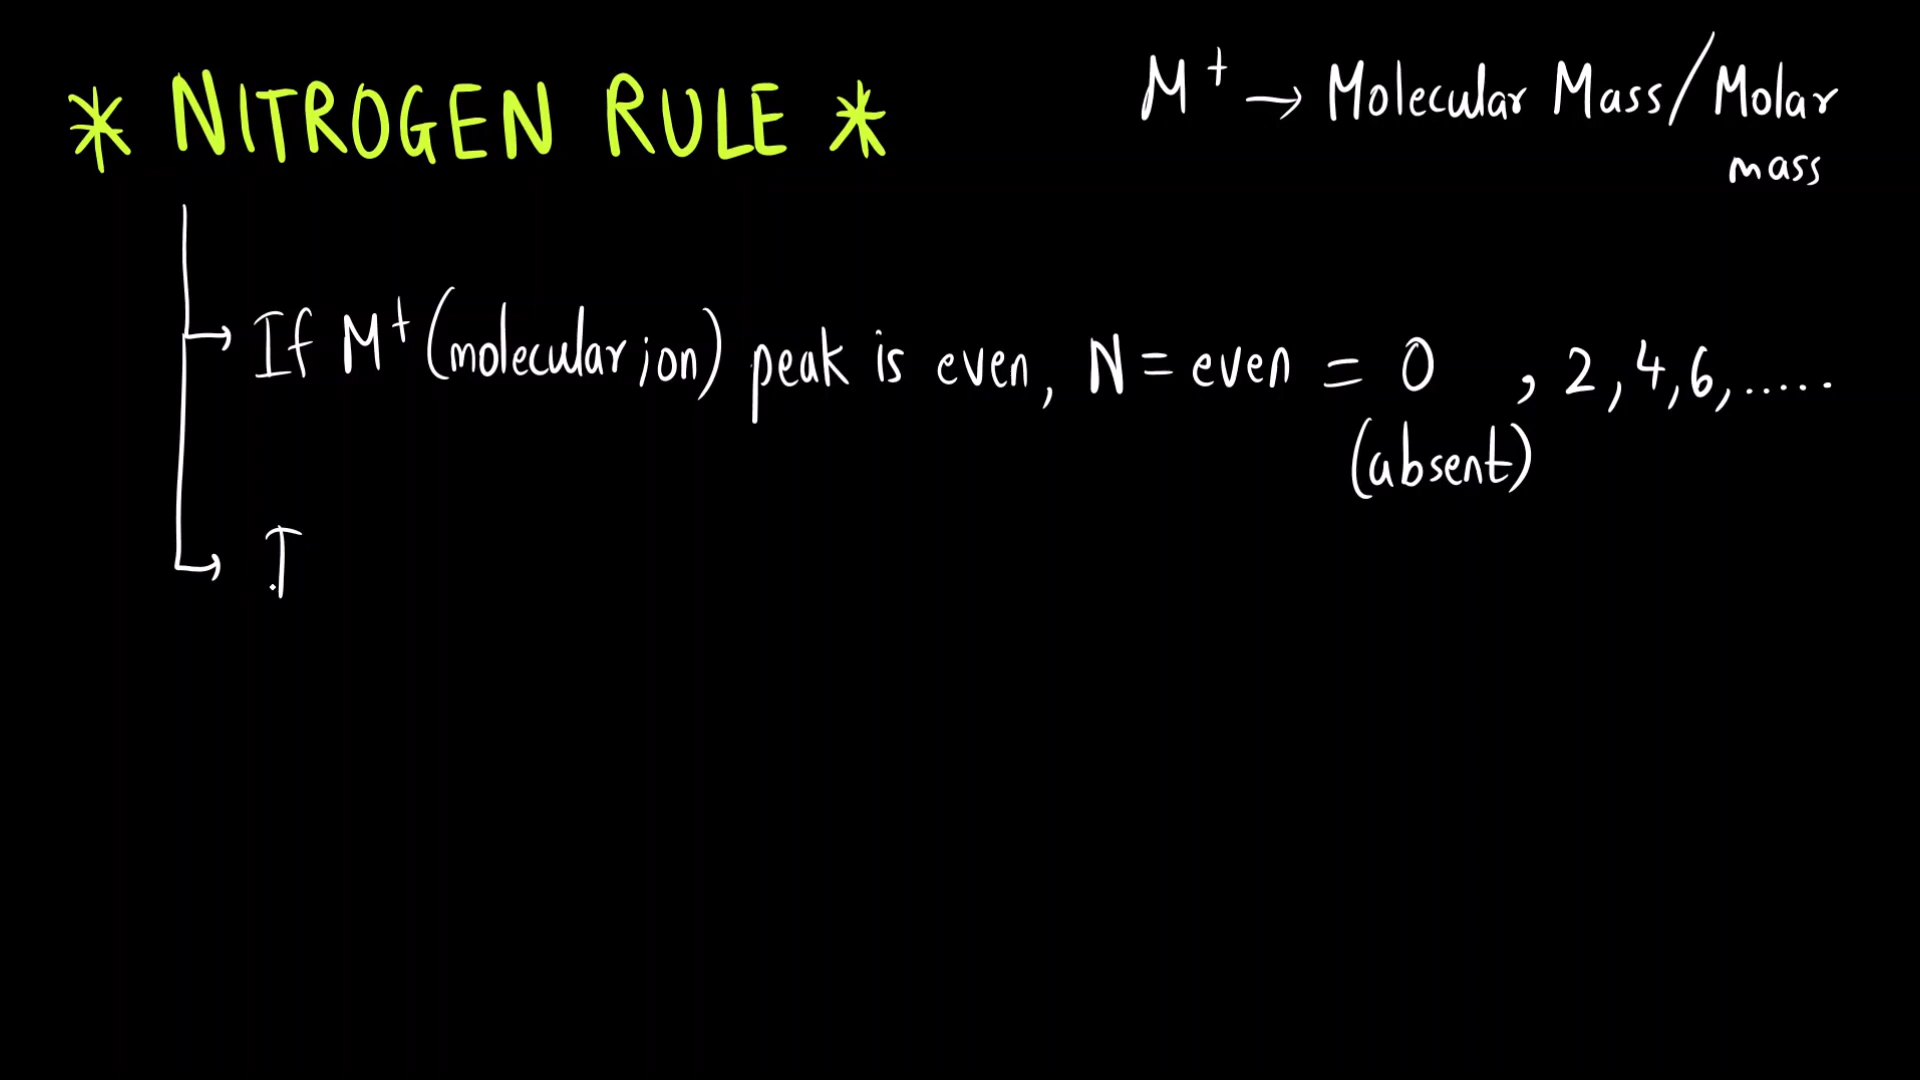 * NITROGEN RULE *
M⁺ → Molecular Mass/Molar
mass
→ If M⁺ (molecular ion) peak is even, N = even = 0 , 2, 4, 6, .....
(absent)
→ I